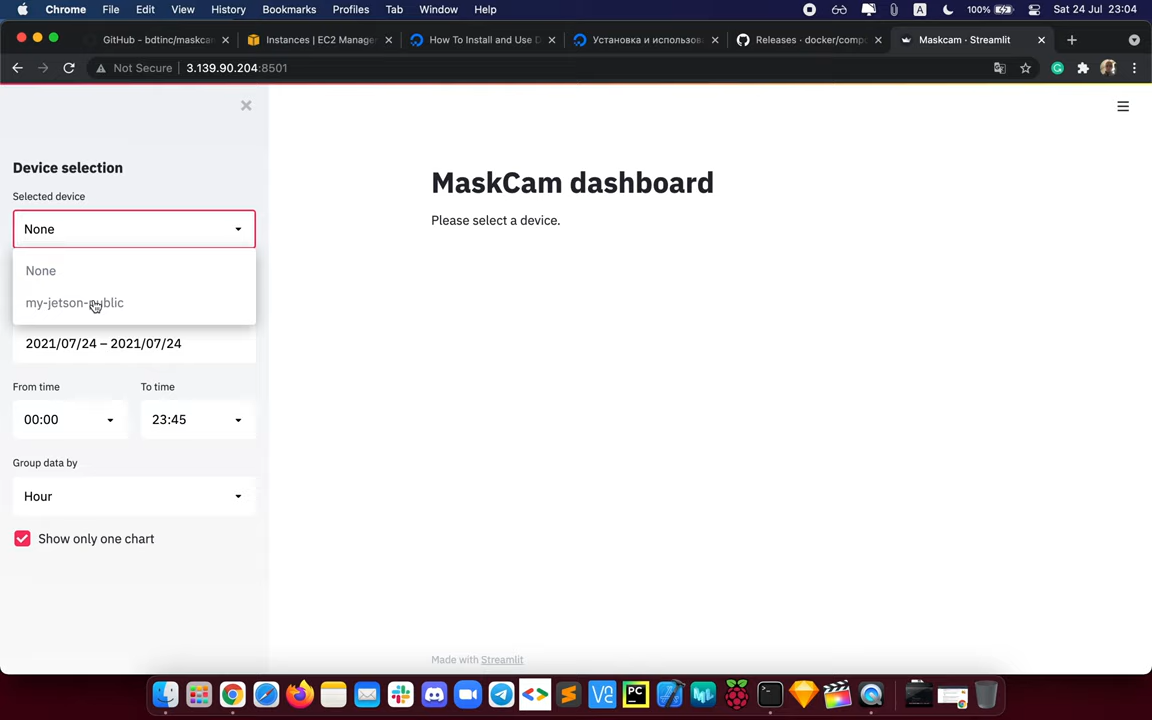 Chrome File Edit View History Bookmarks Profiles Tab Window Help A 100% Sat 24 Jul 23:04
GitHub - bdtinc/maskca Instances | EC2 Manage How To Install and Use D Установка и использова Releases · docker/comp Maskcam · Streamlit
Not Secure 3.139.90.204:8501
Device selection
Selected device
None
None
my-jetson-public
2021/07/24 – 2021/07/24
From time To time
00:00 23:45
Group data by
Hour
Show only one chart
MaskCam dashboard
Please select a device.
Made with Streamlit
PC